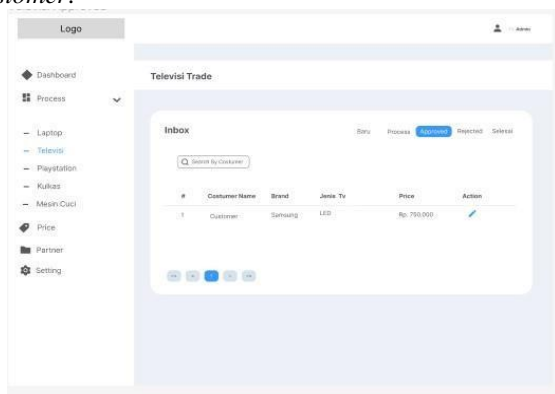 omer.
Logo
Admin
Dashboard
Televisi Trade
Process
Inbox
Baru Process Approved Rejected Selesai
Laptop
Televisi
Search By Costumer
Playstation
Kulkas
Mesin Cuci
# Costumer Name Brand Jenis Tv Price Action
1 Customer Samsung LED Rp. 750.000
Price
Partner
Setting